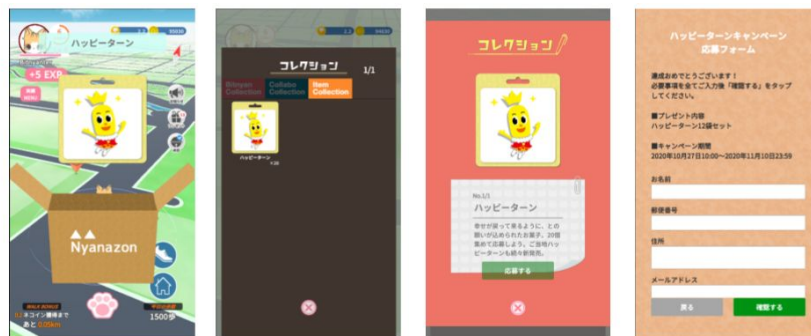 2.2
94630
ハッピーターン
+5 EXP
Nyanazon
1500歩
あと 0.05km
2.2
94630
コレクション
1/1
Collabo
Collection
Item
Collection
ハッピーターン
コレクション
No.1/1
ハッピーターン
幸せが戻って来るように、との
願いが込められたお菓子。20個
集めて応募しよう。ご当地ハッ
ピーターンも続々新発売。
応募する
ハッピーターンキャンペーン
応募フォーム
達成おめでとうございます！
必要事項を全てご入力後「確認する」をタップ
してください。
■プレゼント内容
ハッピーターン12袋セット
■キャンペーン期間
2020年10月27日10:00〜2020年11月10日23:59
お名前
郵便番号
住所
メールアドレス
戻る
確認する